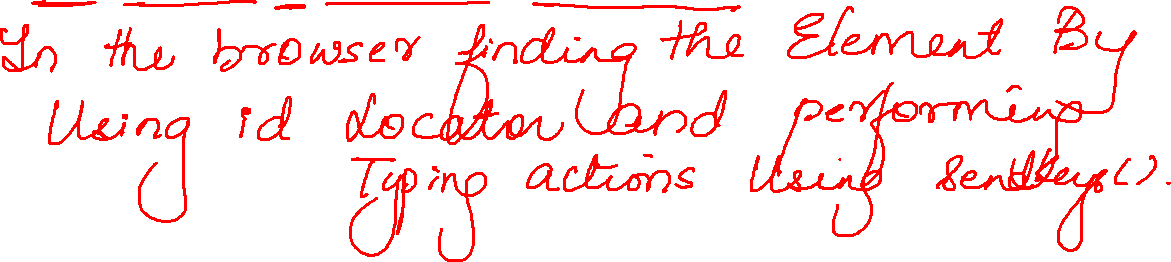 In the browser finding the Element By
Using id Locator and performing
Typing actions Using Sendkeys().